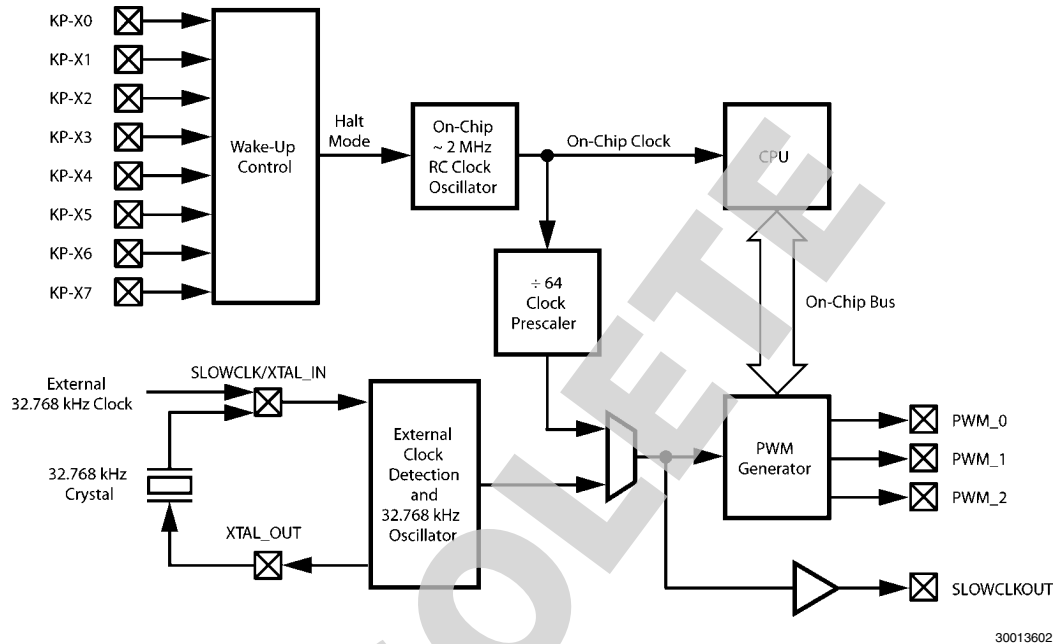 KP-X0
KP-X1
KP-X2
KP-X3
KP-X4
KP-X5
KP-X6
KP-X7
Wake-Up
Control
Halt
Mode
On-Chip
~ 2 MHz
RC Clock
Oscillator
On-Chip Clock
CPU
÷ 64
Clock
Prescaler
On-Chip Bus
External
32.768 kHz Clock
SLOWCLK/XTAL_IN
32.768 kHz
Crystal
XTAL_OUT
External
Clock
Detection
and
32.768 kHz
Oscillator
PWM
Generator
PWM_0
PWM_1
PWM_2
SLOWCLKOUT
30013602
OLETE